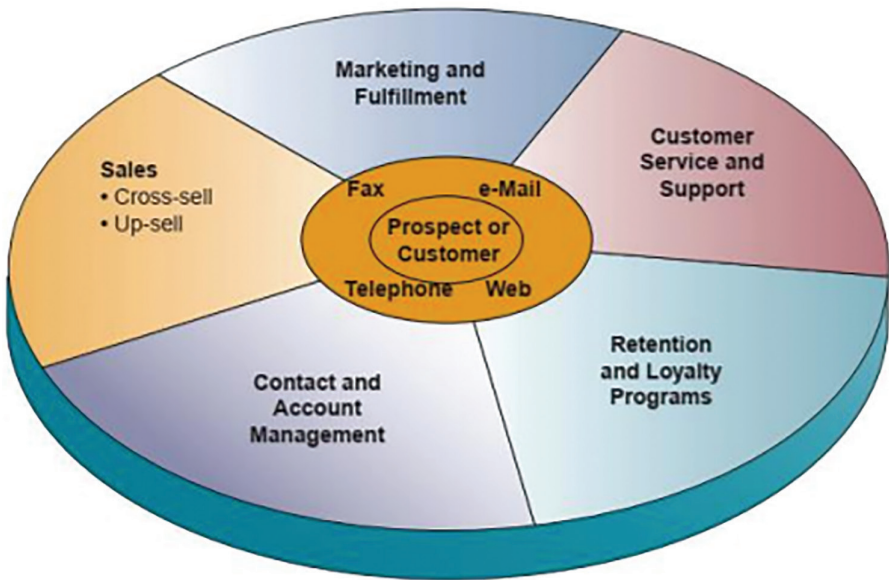 Marketing and
Fulfillment
Customer
Service and
Support
Sales
• Cross-sell
• Up-sell
Fax
e-Mail
Prospect or
Customer
Telephone
Web
Retention
and Loyalty
Programs
Contact and
Account
Management